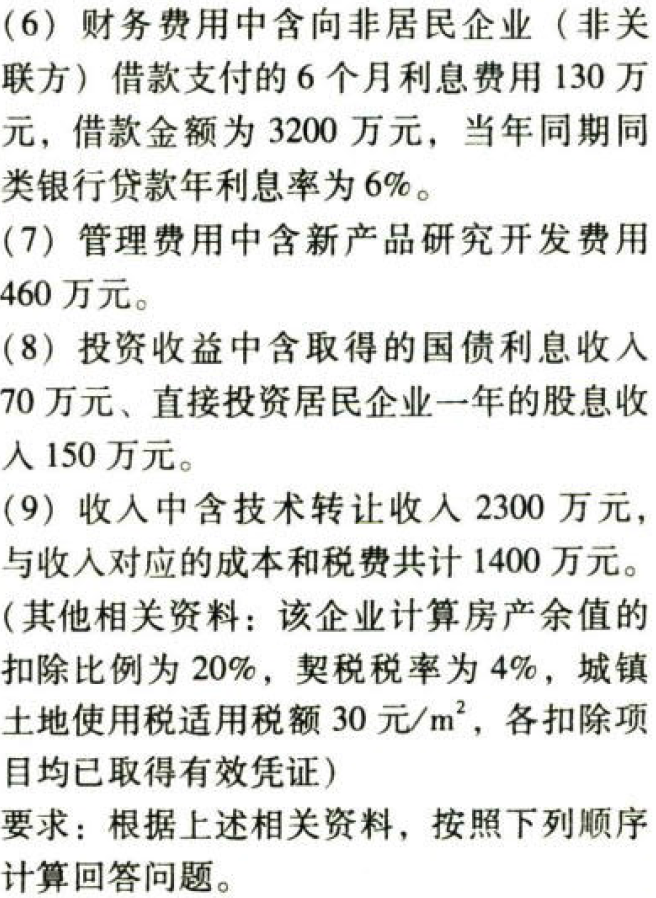 (6) 财务费用中含向非居民企业（非关
联方）借款支付的 6 个月利息费用 130 万
元，借款金额为 3200 万元，当年同期同
类银行贷款年利息率为 6%。
(7) 管理费用中含新产品研究开发费用
460 万元。
(8) 投资收益中含取得的国债利息收入
70 万元、直接投资居民企业一年的股息收
入 150 万元。
(9) 收入中含技术转让收入 2300 万元，
与收入对应的成本和税费共计 1400 万元。
(其他相关资料：该企业计算房产余值的
扣除比例为 20%，契税税率为 4%，城镇
土地使用税适用税额 30 元/m²，各扣除项
目均已取得有效凭证）
要求：根据上述相关资料，按照下列顺序
计算回答问题。